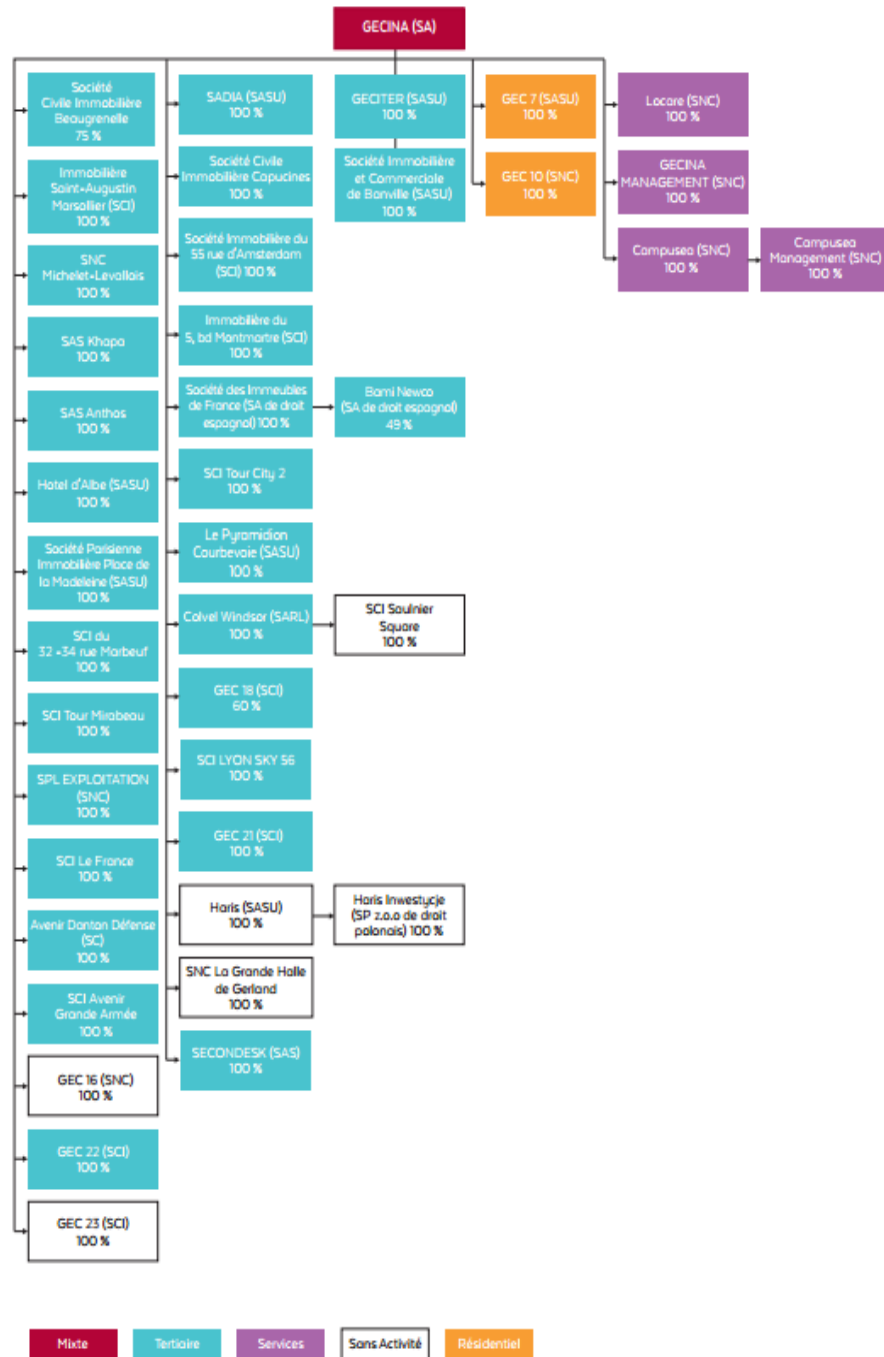 GECINA (SA)
Société
Civile Immobilière
Beaugrenelle
75 %
Immobilière
Saint-Augustin
Marsollier (SCI)
100 %
SNC
Michelet-Levallois
100 %
SAS Khapa
100 %
SAS Anthos
100 %
Hotel d'Albe (SASU)
100 %
Société Parisienne
Immobilière Place de
la Madeleine (SASU)
100 %
SCI du
32 -34 rue Marbeuf
100 %
SCI Tour Mirabeau
100 %
SPL EXPLOITATION
(SNC)
100 %
SCI Le France
100 %
Avenir Danton Défense
(SC)
100 %
SCI Avenir
Grande Armée
100 %
GEC 16 (SNC)
100 %
GEC 22 (SCI)
100 %
GEC 23 (SCI)
100 %
SADIA (SASU)
100 %
Société Civile
Immobilière Capucines
100 %
Société Immobilière du
55 rue d'Amsterdam
(SCI) 100 %
Immobilière du
5, bd Montmartre (SCI)
100 %
Société des Immeubles
de France (SA de droit
espagnol) 100 %
Bami Newco
(SA de droit espagnol)
49 %
SCI Tour City 2
100 %
Le Pyramidion
Courbevoie (SASU)
100 %
Colvel Windsor (SARL)
100 %
SCI Saulnier
Square
100 %
GEC 18 (SCI)
60 %
SCI LYON SKY 56
100 %
GEC 21 (SCI)
100 %
Haris (SASU)
100 %
Haris Inwestycje
(SP z.o.o de droit
polonais) 100 %
SNC La Grande Halle
de Gerland
100 %
SECONDESK (SAS)
100 %
GECITER (SASU)
100 %
Société Immobilière
et Commerciale
de Banville (SASU)
100 %
GEC 7 (SASU)
100 %
GEC 10 (SNC)
100 %
Locare (SNC)
100 %
GECINA
MANAGEMENT (SNC)
100 %
Campusea (SNC)
100 %
Campusea
Management (SNC)
100 %
Mixte
Tertiaire
Services
Sans Activité
Résidentiel